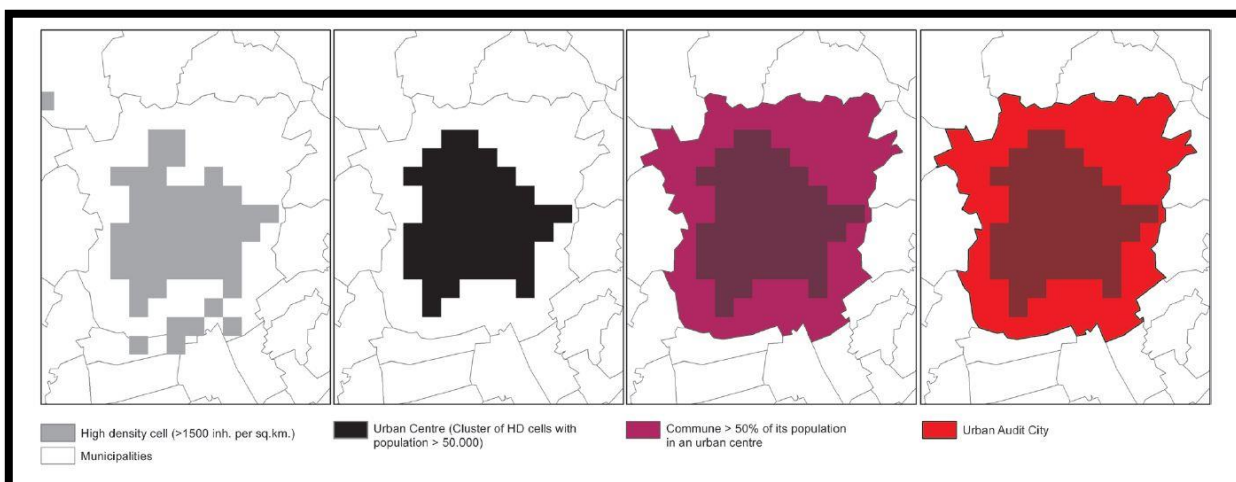 High density cell (>1500 inh. per sq.km.)
Municipalities
Urban Centre (Cluster of HD cells with
population > 50.000)
Commune > 50% of its population
in an urban centre
Urban Audit City